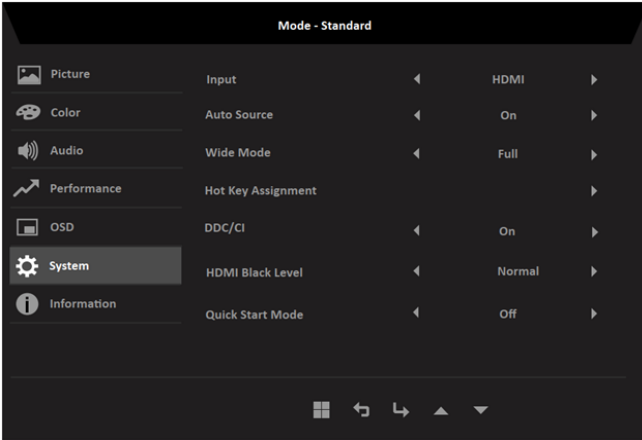 Mode - Standard
Picture
Color
Audio
Performance
OSD
System
Information
Input HDMI
Auto Source On
Wide Mode Full
Hot Key Assignment
DDC/CI On
HDMI Black Level Normal
Quick Start Mode Off